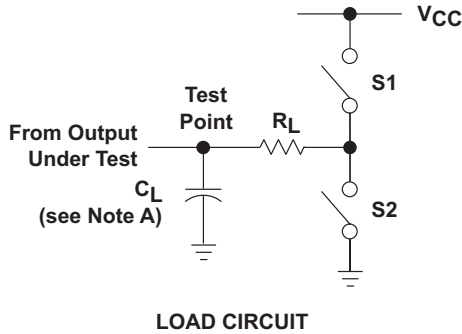 VCC
S1
Test
Point
RL
From Output
Under Test
CL
(see Note A)
S2
LOAD CIRCUIT